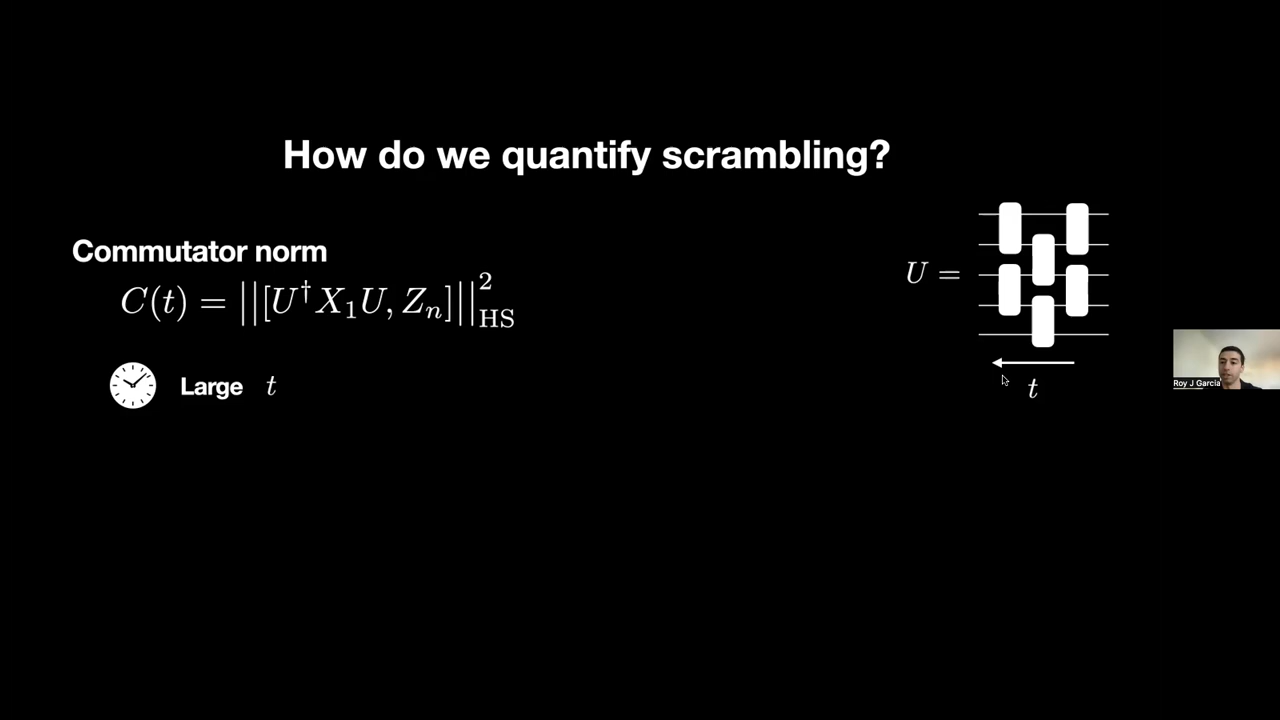 How do we quantify scrambling?
Commutator norm
C(t) = ||[U†X₁U, Zₙ]||²_HS
Large t
U =
t
Roy J Garcia